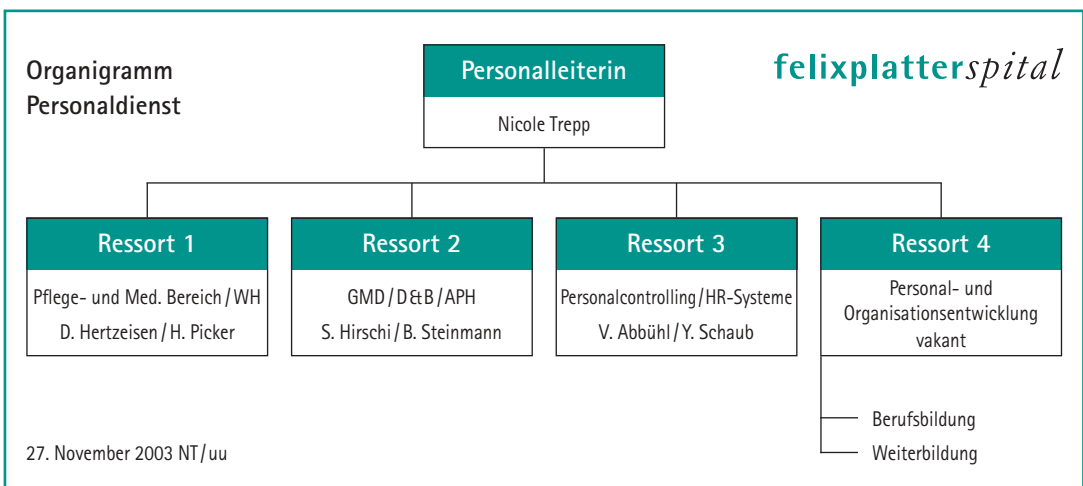 Organigramm
Personaldienst
Personalleiterin
Nicole Trepp
felixplatterspital
Ressort 1
Pflege- und Med. Bereich/WH
D. Hertzeisen/H. Picker
Ressort 2
GMD/D&B/APH
S. Hirschi/B. Steinmann
Ressort 3
Personalcontrolling/HR-Systeme
V. Abbühl/Y. Schaub
Ressort 4
Personal- und
Organisationsentwicklung
vakant
Berufsbildung
Weiterbildung
27. November 2003 NT/uu